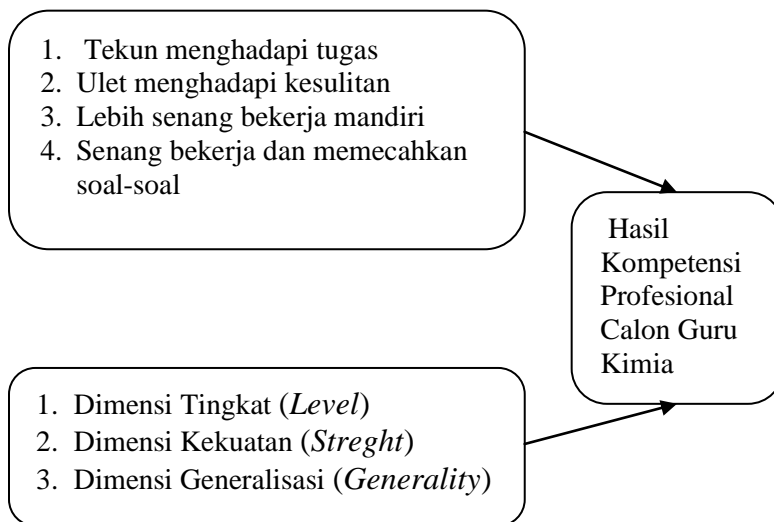 1. Tekun menghadapi tugas
2. Ulet menghadapi kesulitan
3. Lebih senang bekerja mandiri
4. Senang bekerja dan memecahkan
soal-soal
Hasil
Kompetensi
Profesional
Calon Guru
Kimia
1. Dimensi Tingkat (Level)
2. Dimensi Kekuatan (Streght)
3. Dimensi Generalisasi (Generality)